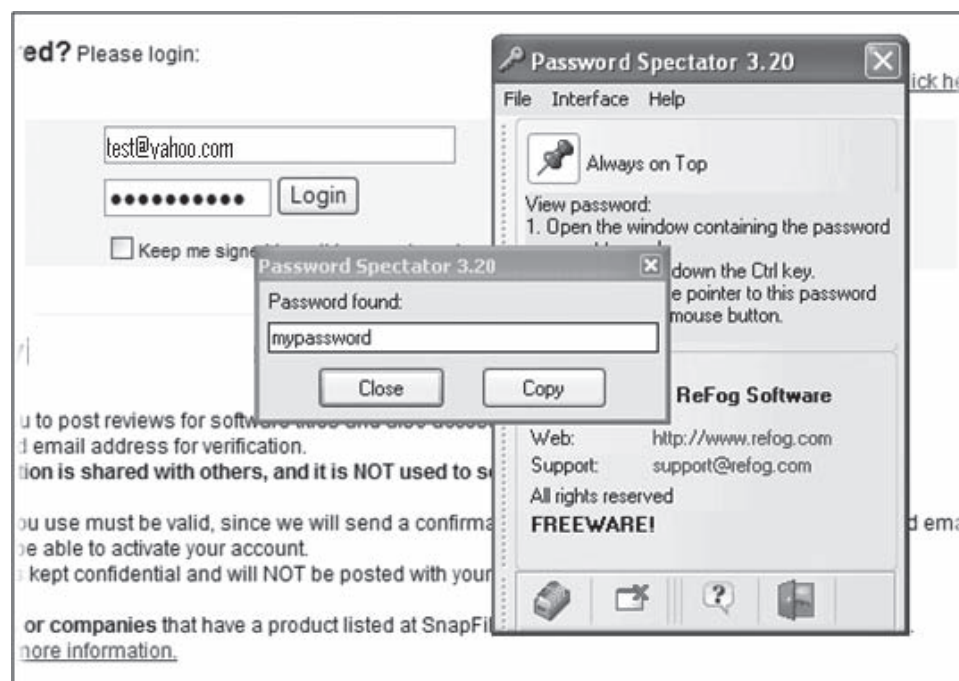 ed? Please login:
ick he
test@yahoo.com
Login
Keep me signe
u to post reviews for softw
d email address for verification.
tion is shared with others, and it is NOT used to se
ou use must be valid, since we will send a confirma
d ema
be able to activate your account.
s kept confidential and will NOT be posted with your
or companies that have a product listed at SnapFil
more information.
Password Spectator 3.20
File Interface Help
Always on Top
View password:
1. Open the window containing the password
down the Ctrl key.
e pointer to this password
mouse button.
ReFog Software
Web: http://www.refog.com
Support: support@refog.com
All rights reserved
FREEWARE!
Password Spectator 3.20
Password found:
mypassword
Close Copy